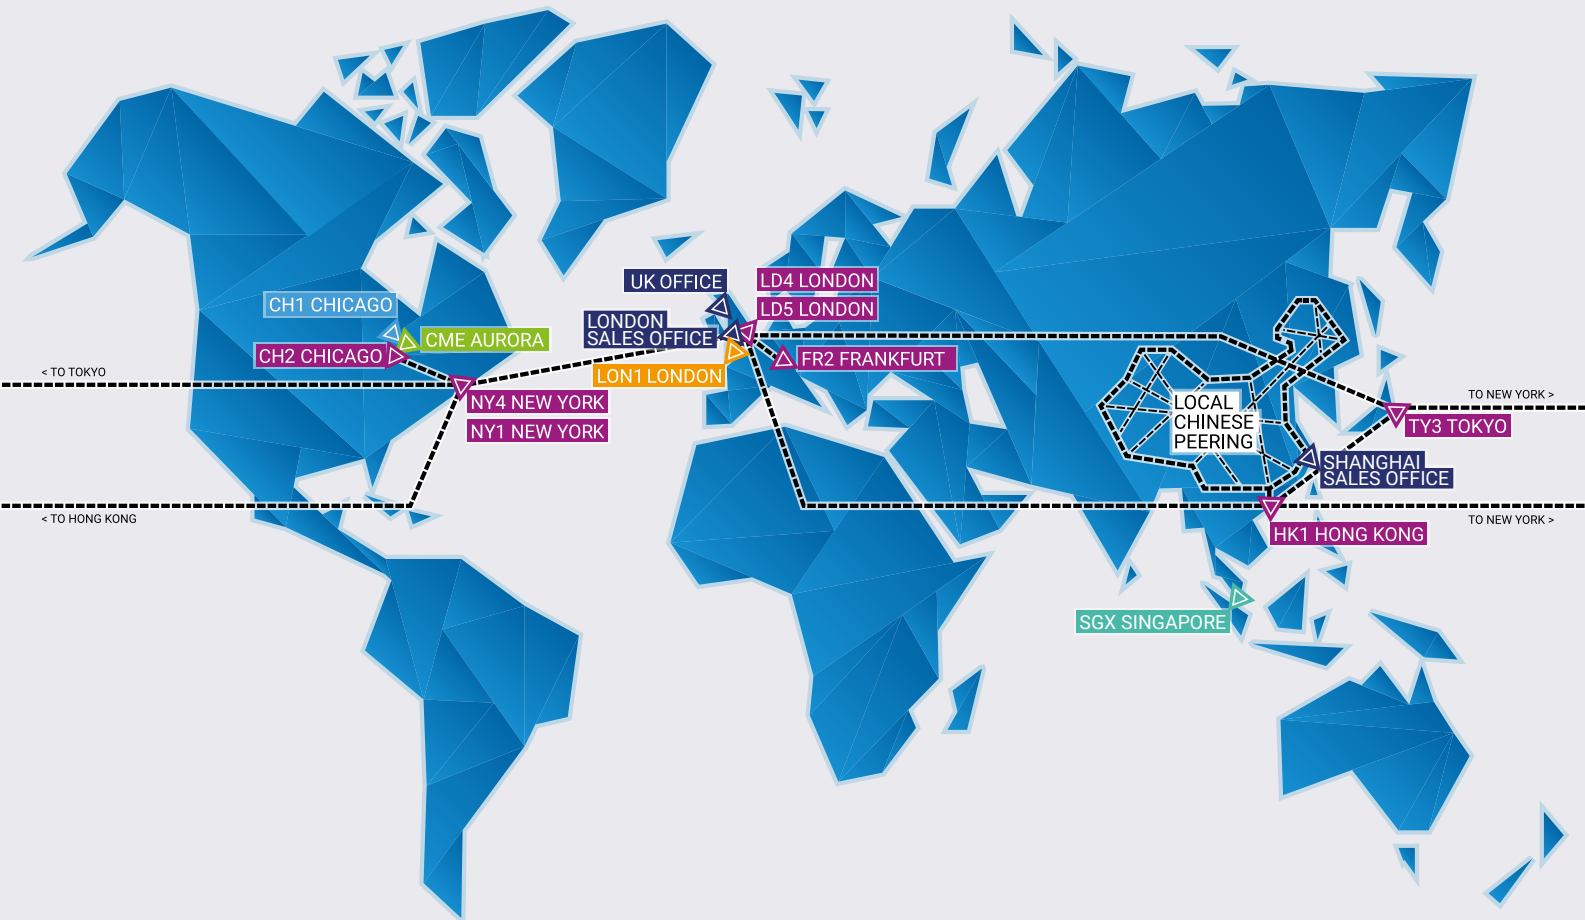 UK OFFICE
LD4 LONDON
LD5 LONDON
CH1 CHICAGO
LONDON
SALES OFFICE
CME AURORA
CH2 CHICAGO
FR2 FRANKFURT
< TO TOKYO
LON1 LONDON
TO NEW YORK >
NY4 NEW YORK
NY1 NEW YORK
LOCAL
CHINESE
PEERING
TY3 TOKYO
SHANGHAI
SALES OFFICE
< TO HONG KONG
TO NEW YORK >
HK1 HONG KONG
SGX SINGAPORE